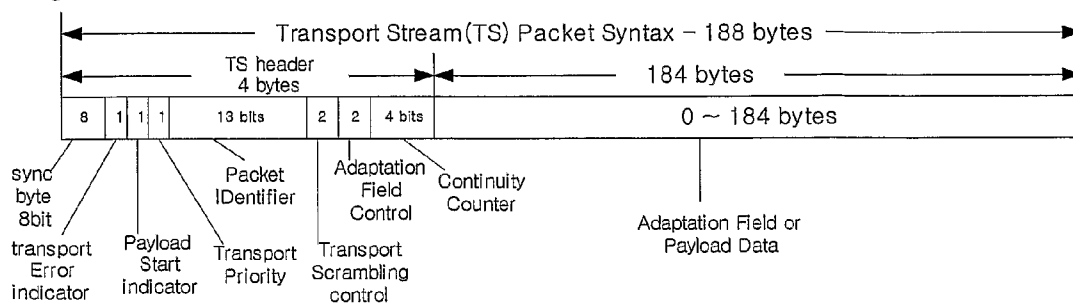 Transport Stream(TS) Packet Syntax - 188 bytes
TS header
4 bytes
184 bytes
8
1
1
1
13 bits
2
2
4 bits
0 ~ 184 bytes
sync
byte
8bit
transport
Error
indicator
Payload
Start
indicator
Transport
Priority
Packet
IDentifier
Transport
Scrambling
control
Adaptation
Field
Control
Continuity
Counter
Adaptation Field or
Payload Data